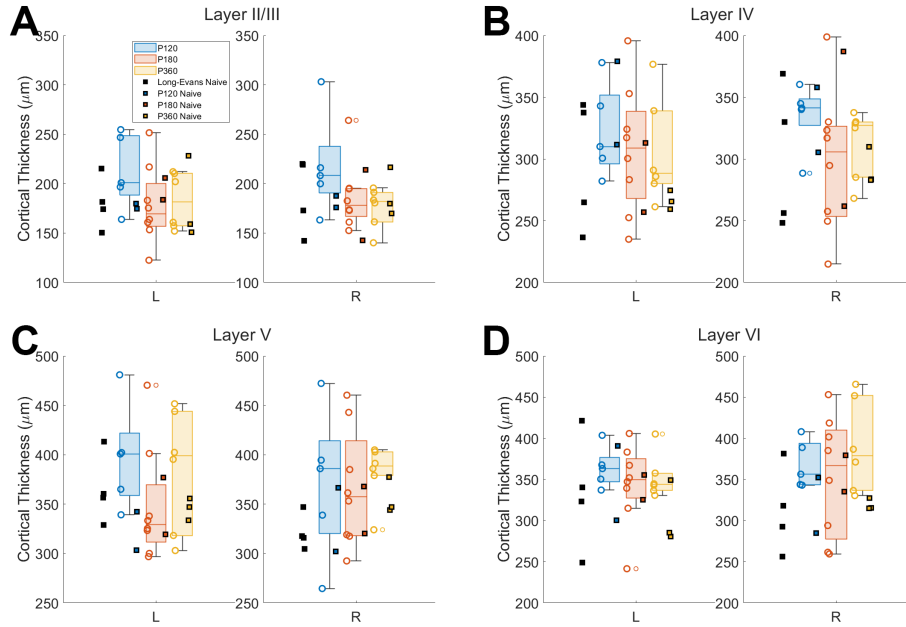 A
Layer II/III
350
300
250
200
150
100
Cortical Thickness (μm)
L
P120
P180
P360
Long-Evans Naive
P120 Naive
P180 Naive
P360 Naive
350
300
250
200
150
100
R
B
Layer IV
400
350
300
250
200
Cortical Thickness (μm)
L
400
350
300
250
200
R
C
Layer V
500
450
400
350
300
250
Cortical Thickness (μm)
L
500
450
400
350
300
250
R
D
Layer VI
500
450
400
350
300
250
200
Cortical Thickness (μm)
L
500
450
400
350
300
250
200
R